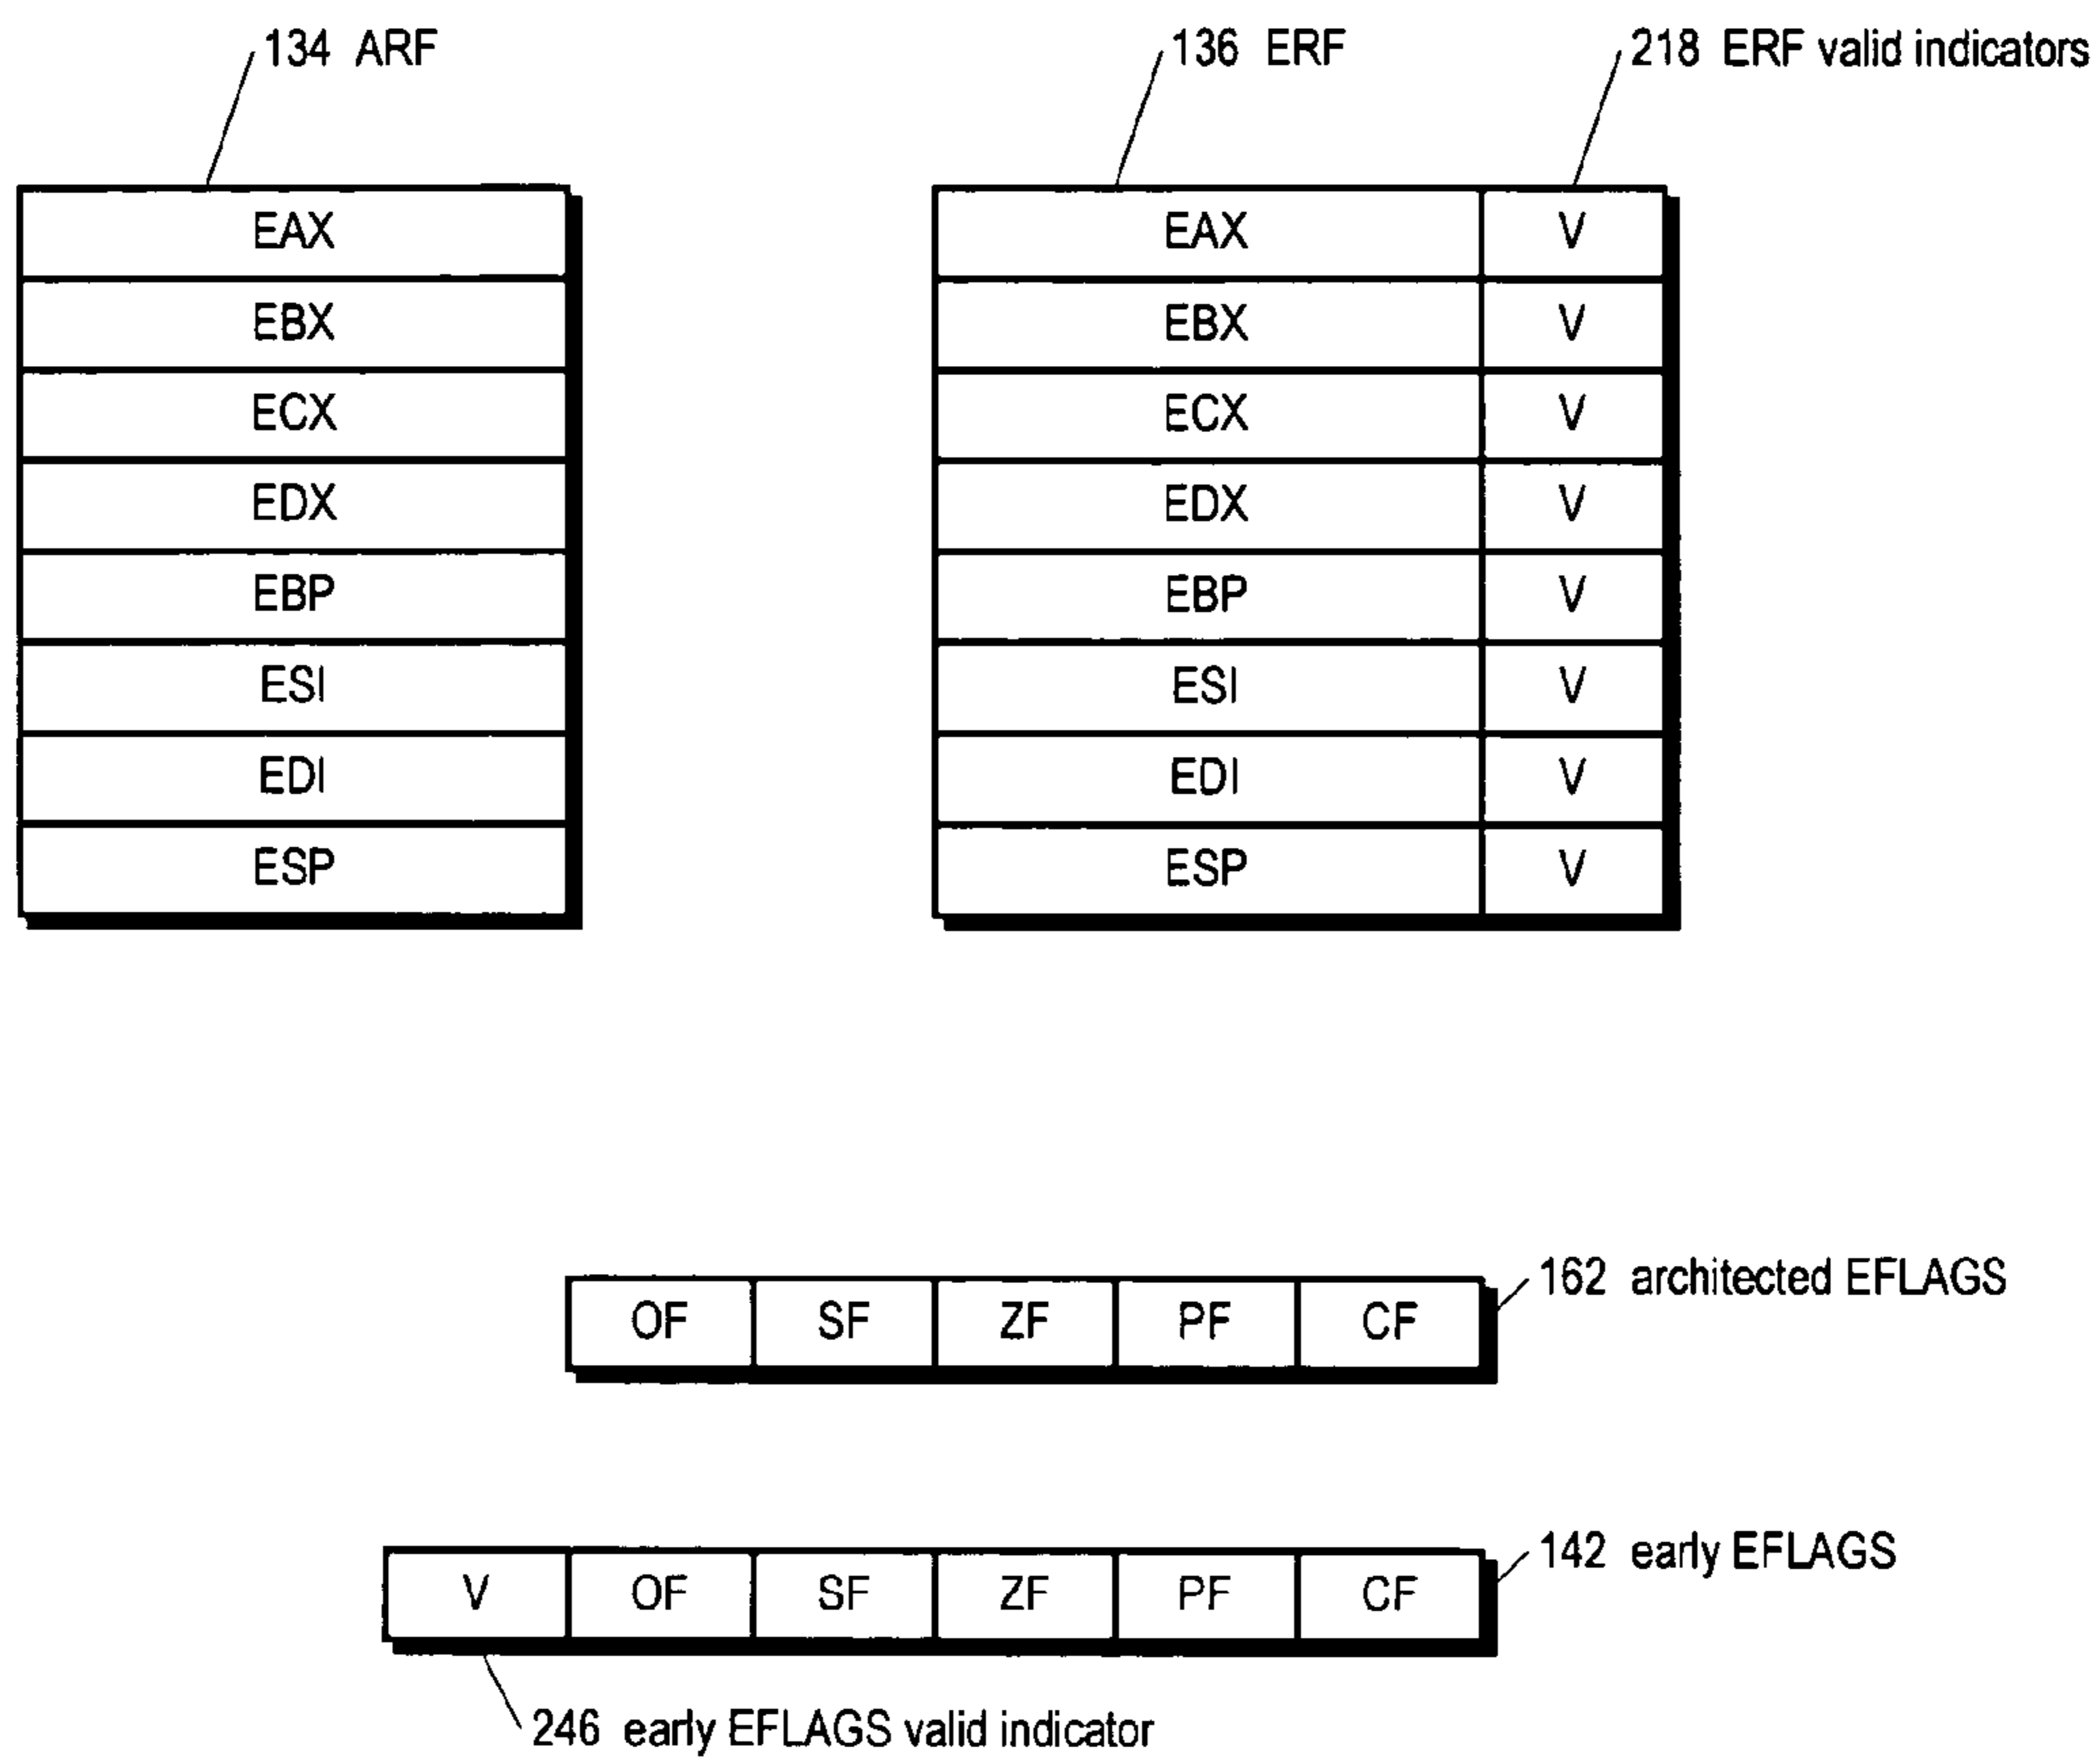 134 ARF
136 ERF
218 ERF valid indicators
EAX
EAX V
EBX
EBX V
ECX
ECX V
EDX
EDX V
EBP
EBP V
ESI
ESI V
EDI
EDI V
ESP
ESP V
162 architected EFLAGS
OF SF ZF PF CF
142 early EFLAGS
V OF SF ZF PF CF
246 early EFLAGS valid indicator